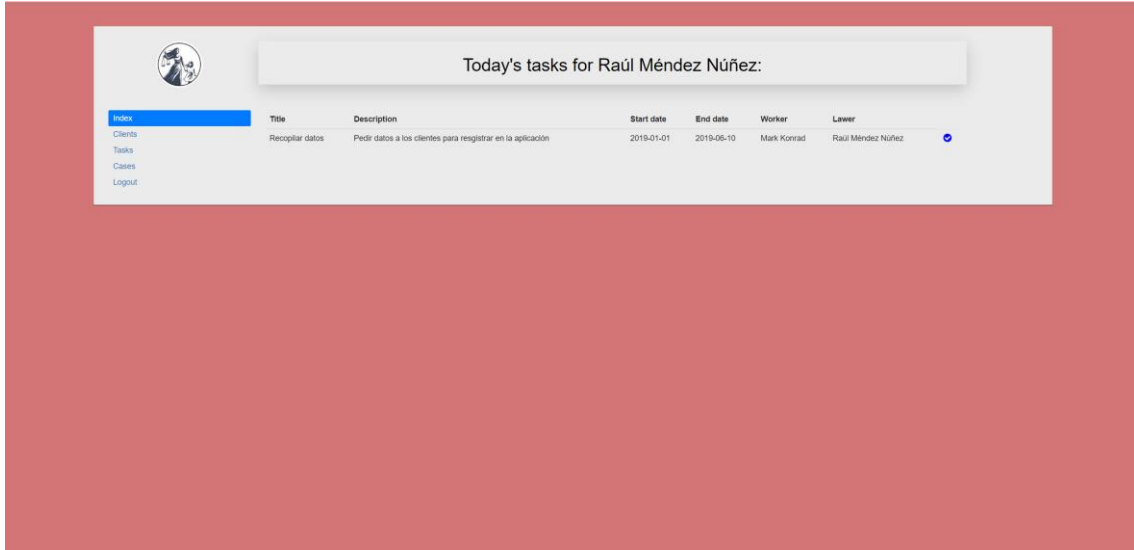 Today's tasks for Raúl Méndez Núñez:
Index
Clients
Tasks
Cases
Logout
Title Description Start date End date Worker Lawer
Recopilar datos Pedir datos a los clientes para resgistrar en la aplicación 2019-01-01 2019-06-10 Mark Konrad Raúl Méndez Núñez